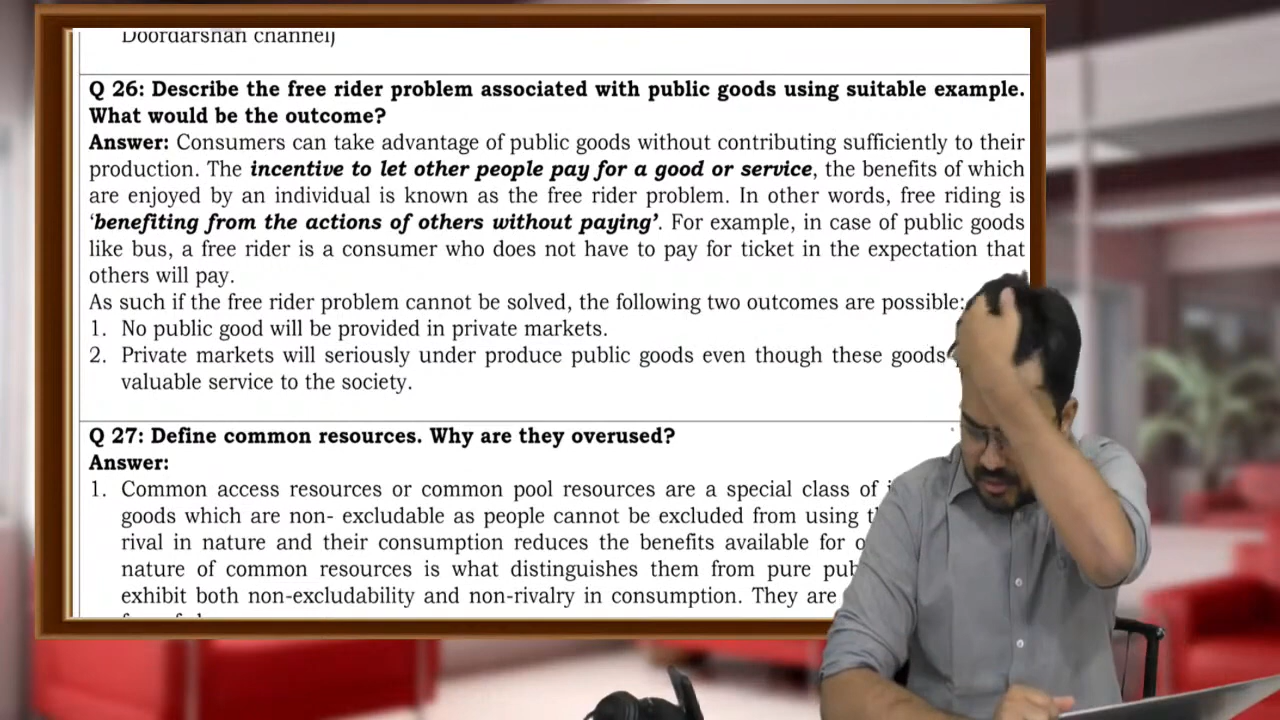 Doordarshan channel)
Q 26: Describe the free rider problem associated with public goods using suitable example.
What would be the outcome?
Answer: Consumers can take advantage of public goods without contributing sufficiently to their
production. The incentive to let other people pay for a good or service, the benefits of which
are enjoyed by an individual is known as the free rider problem. In other words, free riding is
‘benefiting from the actions of others without paying’. For example, in case of public goods
like bus, a free rider is a consumer who does not have to pay for ticket in the expectation that
others will pay.
As such if the free rider problem cannot be solved, the following two outcomes are possible:
1. No public good will be provided in private markets.
2. Private markets will seriously under produce public goods even though these goods
valuable service to the society.
Q 27: Define common resources. Why are they overused?
Answer:
1. Common access resources or common pool resources are a special class of
goods which are non- excludable as people cannot be excluded from using
rival in nature and their consumption reduces the benefits available for
nature of common resources is what distinguishes them from pure
exhibit both non-excludability and non-rivalry in consumption. They are